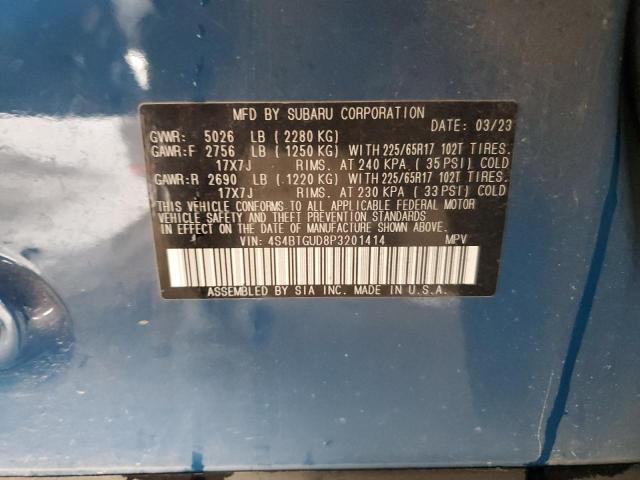 MFD BY SUBARU CORPORATION
DATE: 03/23
GVWR: 5026 LB (2280 KG)
GAWR:F 2756 LB (1250 KG) WITH 225/65R17 102T TIRES.
17X7J RIMS. AT 240 KPA (35 PSI) COLD
GAWR:R 2690 LB (1220 KG) WITH 225/65R17 102T TIRES.
17X7J RIMS. AT 230 KPA (33 PSI) COLD
THIS VEHICLE CONFORMS TO ALL APPLICABLE FEDERAL MOTOR
VEHICLE SAFETY AND THEFT PREVENTION STANDARDS
IN EFFECT ON THE DATE OF MANUFACTURE SHOWN ABOVE.
VIN: 4S4BTGUD8P3201414 MPV
ASSEMBLED BY SIA INC. MADE IN U.S.A.